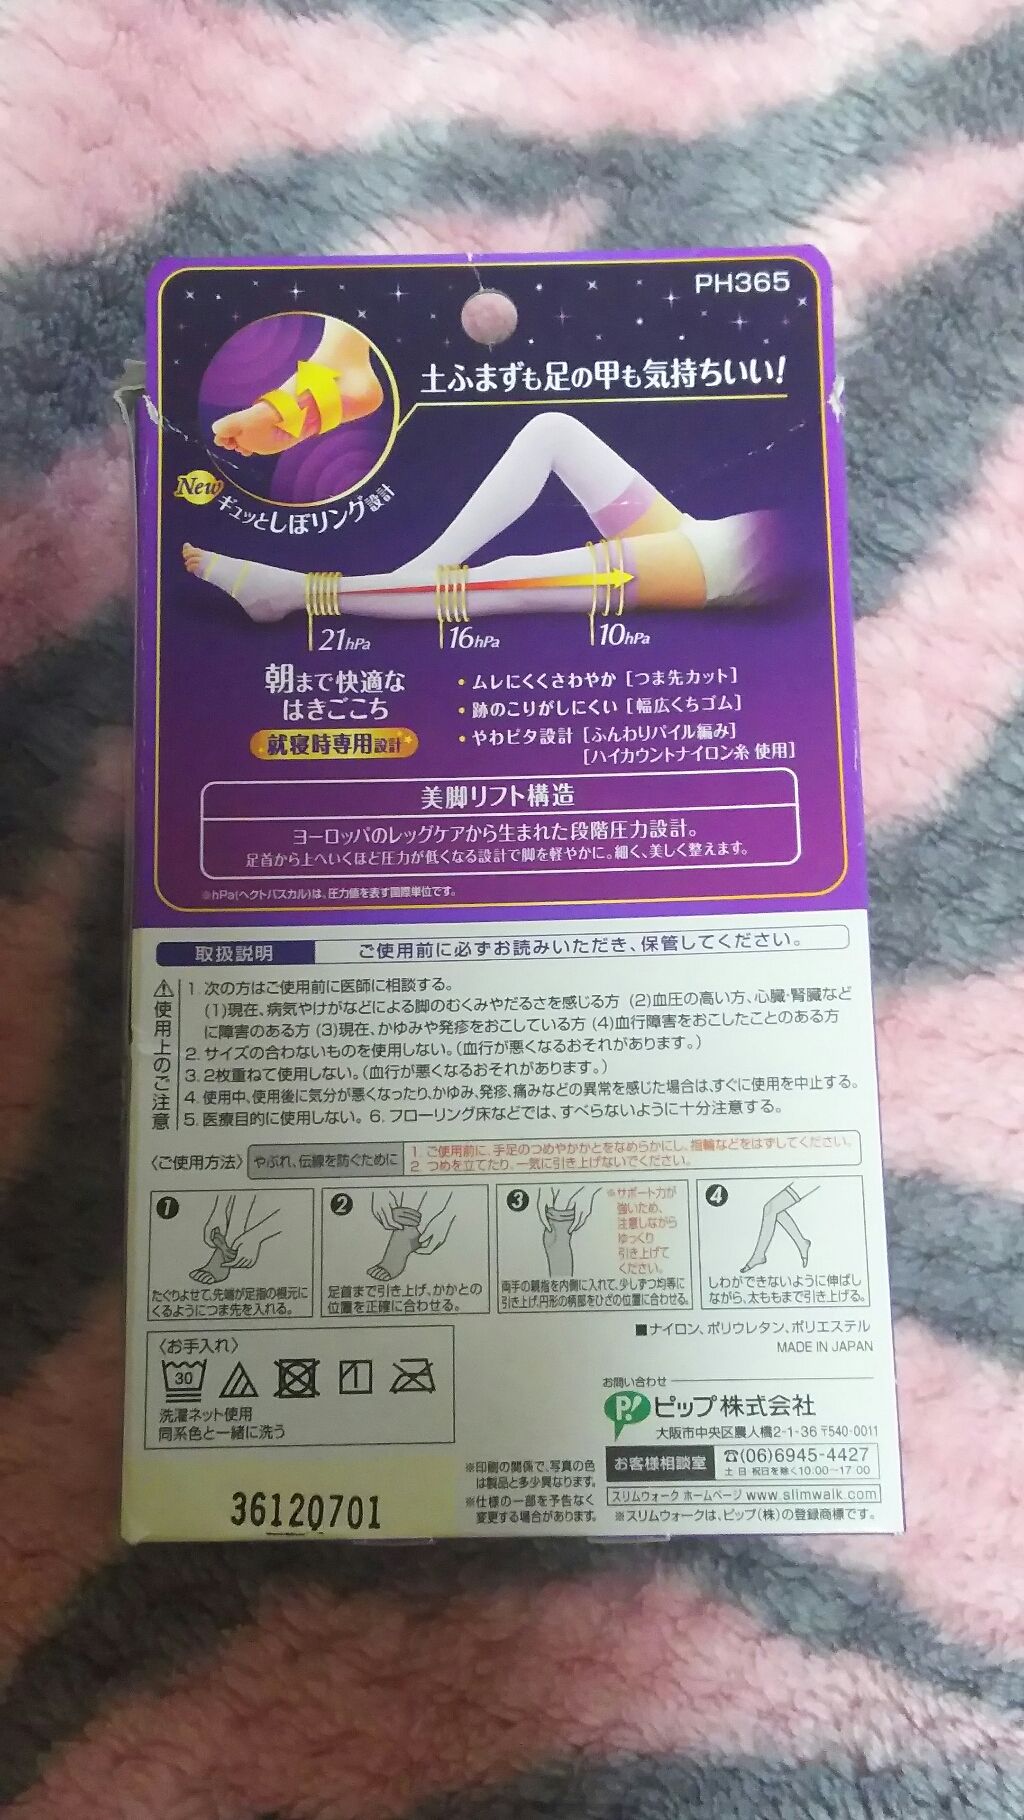 PH365
土ふまずも足の甲も気持ちいい!
New
ギュッとしぼリング設計
21hPa
16hPa
10hPa
朝まで快適な
はきごこち
就寝時専用設計
・ムレにくくさわやか[つま先カット]
・跡のこりがしにくい[幅広くちゴム]
・やわピタ設計[ふんわりパイル編み]
[ハイカウントナイロン糸 使用]
美脚リフト構造
ヨーロッパのレッグケアから生まれた段階圧力設計。
足首から上へいくほど圧力が低くなる設計で脚を軽やかに。細く、美しく整えます。
※hPa(ヘクトパスカル)は、圧力値を表す国際単位です。
取扱説明
ご使用前に必ずお読みいただき、保管してください。
使用上のご注意
1. 次の方はご使用前に医師に相談する。
(1)現在、病気やけがなどによる脚のむくみやだるさを感じる方 (2)血圧の高い方、心臓・腎臓など
に障害のある方 (3)現在、かゆみや発疹をおこしている方 (4)血行障害をおこしたことのある方
2. サイズの合わないものを使用しない。(血行が悪くなるおそれがあります。)
3. 2枚重ねて使用しない。(血行が悪くなるおそれがあります。)
4. 使用中、使用後に気分が悪くなったり、かゆみ、発疹、痛みなどの異常を感じた場合は、すぐに使用を中止する。
5. 医療目的に使用しない。 6. フローリング床などでは、すべらないように十分注意する。
〈ご使用方法〉
やぶれ、伝線を防ぐために
1. ご使用前に、手足のつめやかかとをなめらかにし、指輪などをはずしてください。
2. つめを立てたり、一気に引き上げないでください。
1
たぐりよせて、先端が足指の根元に
くるようにつま先を入れる。
2
足首まで引き上げ、かかとの
位置を正確に合わせる。
3
※サポート力が
強いため、
注意しながら
ゆっくり
引き上げて
ください。
両手の親指を内側に入れて、少しずつ均等に
引き上げ、円形の柄部をひざの位置に合わせる。
4
しわができないように伸ばし
ながら、太ももまで引き上げる。
〈お手入れ〉
30
洗濯ネット使用
同系色と一緒に洗う
■ナイロン、ポリウレタン、ポリエステル
MADE IN JAPAN
お問い合わせ
P! ピップ株式会社
大阪市中央区農人橋2-1-36 〒540-0011
お客様相談室
☎(06)6945-4427
土・日・祝日を除く10:00〜17:00
スリムウォーク ホームページ www.slimwalk.com
※スリムウォークは、ピップ(株)の登録商標です。
※印刷の関係で、写真の色
は製品と多少異なります。
※仕様の一部を予告なく
変更する場合があります。
36120701